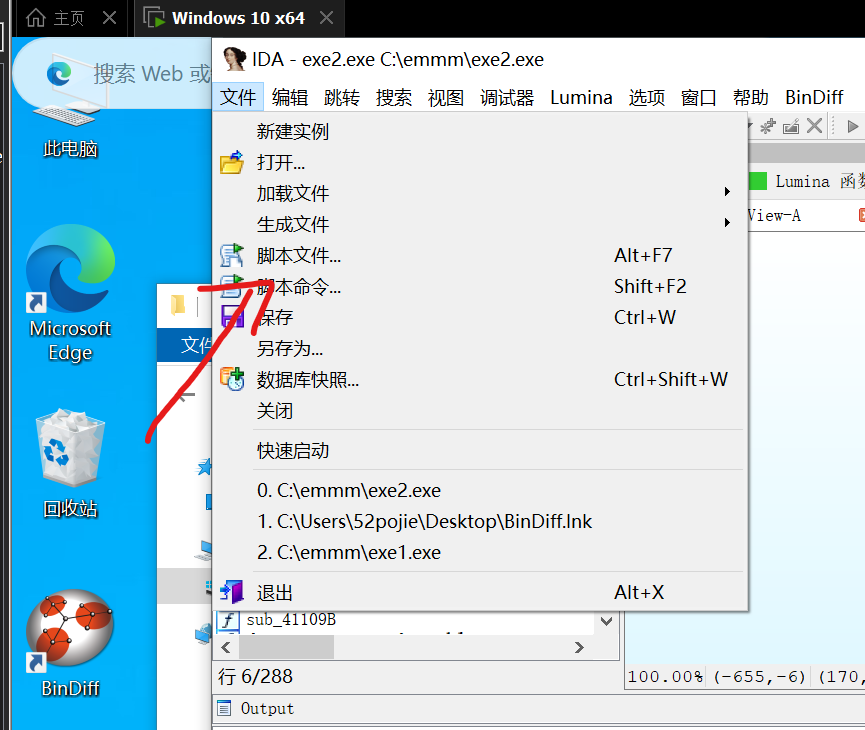 主页
Windows 10 x64
搜索 Web 或
IDA - exe2.exe C:\emmm\exe2.exe
文件 编辑 跳转 搜索 视图 调试器 Lumina 选项 窗口 帮助 BinDiff
此电脑
Microsoft
Edge
回收站
BinDiff
文件
新建实例
打开...
加载文件
生成文件
脚本文件... Alt+F7
脚本命令... Shift+F2
保存 Ctrl+W
另存为...
数据库快照... Ctrl+Shift+W
关闭
快速启动
0. C:\emmm\exe2.exe
1. C:\Users\52pojie\Desktop\BinDiff.lnk
2. C:\emmm\exe1.exe
退出 Alt+X
Lumina 函数
View-A
f sub_41109B
行 6/288
100.00% (-655,-6) (170,
Output